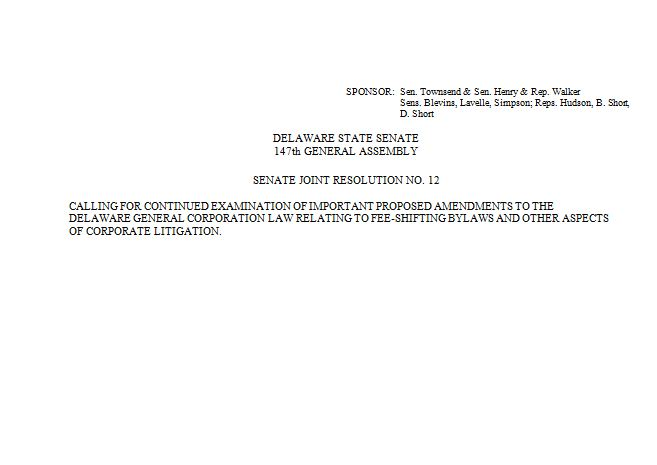 SPONSOR: Sen. Townsend & Sen. Henry & Rep. Walker
Sens. Blevins, Lavelle, Simpson; Reps. Hudson, B. Short,
D. Short
DELAWARE STATE SENATE
147th GENERAL ASSEMBLY
SENATE JOINT RESOLUTION NO. 12
CALLING FOR CONTINUED EXAMINATION OF IMPORTANT PROPOSED AMENDMENTS TO THE
DELAWARE GENERAL CORPORATION LAW RELATING TO FEE-SHIFTING BYLAWS AND OTHER ASPECTS
OF CORPORATE LITIGATION.